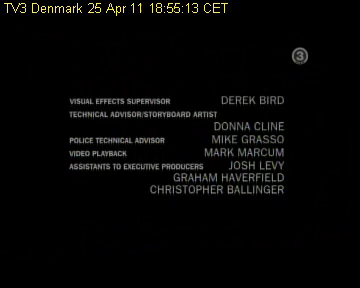 TV3 Denmark 25 Apr 11 18:55:13 CET
3
VISUAL EFFECTS SUPERVISOR DEREK BIRD
TECHNICAL ADVISOR/STORYBOARD ARTIST
DONNA CLINE
POLICE TECHNICAL ADVISOR MIKE GRASSO
VIDEO PLAYBACK MARK MARCUM
ASSISTANTS TO EXECUTIVE PRODUCERS JOSH LEVY
GRAHAM HAVERFIELD
CHRISTOPHER BALLINGER